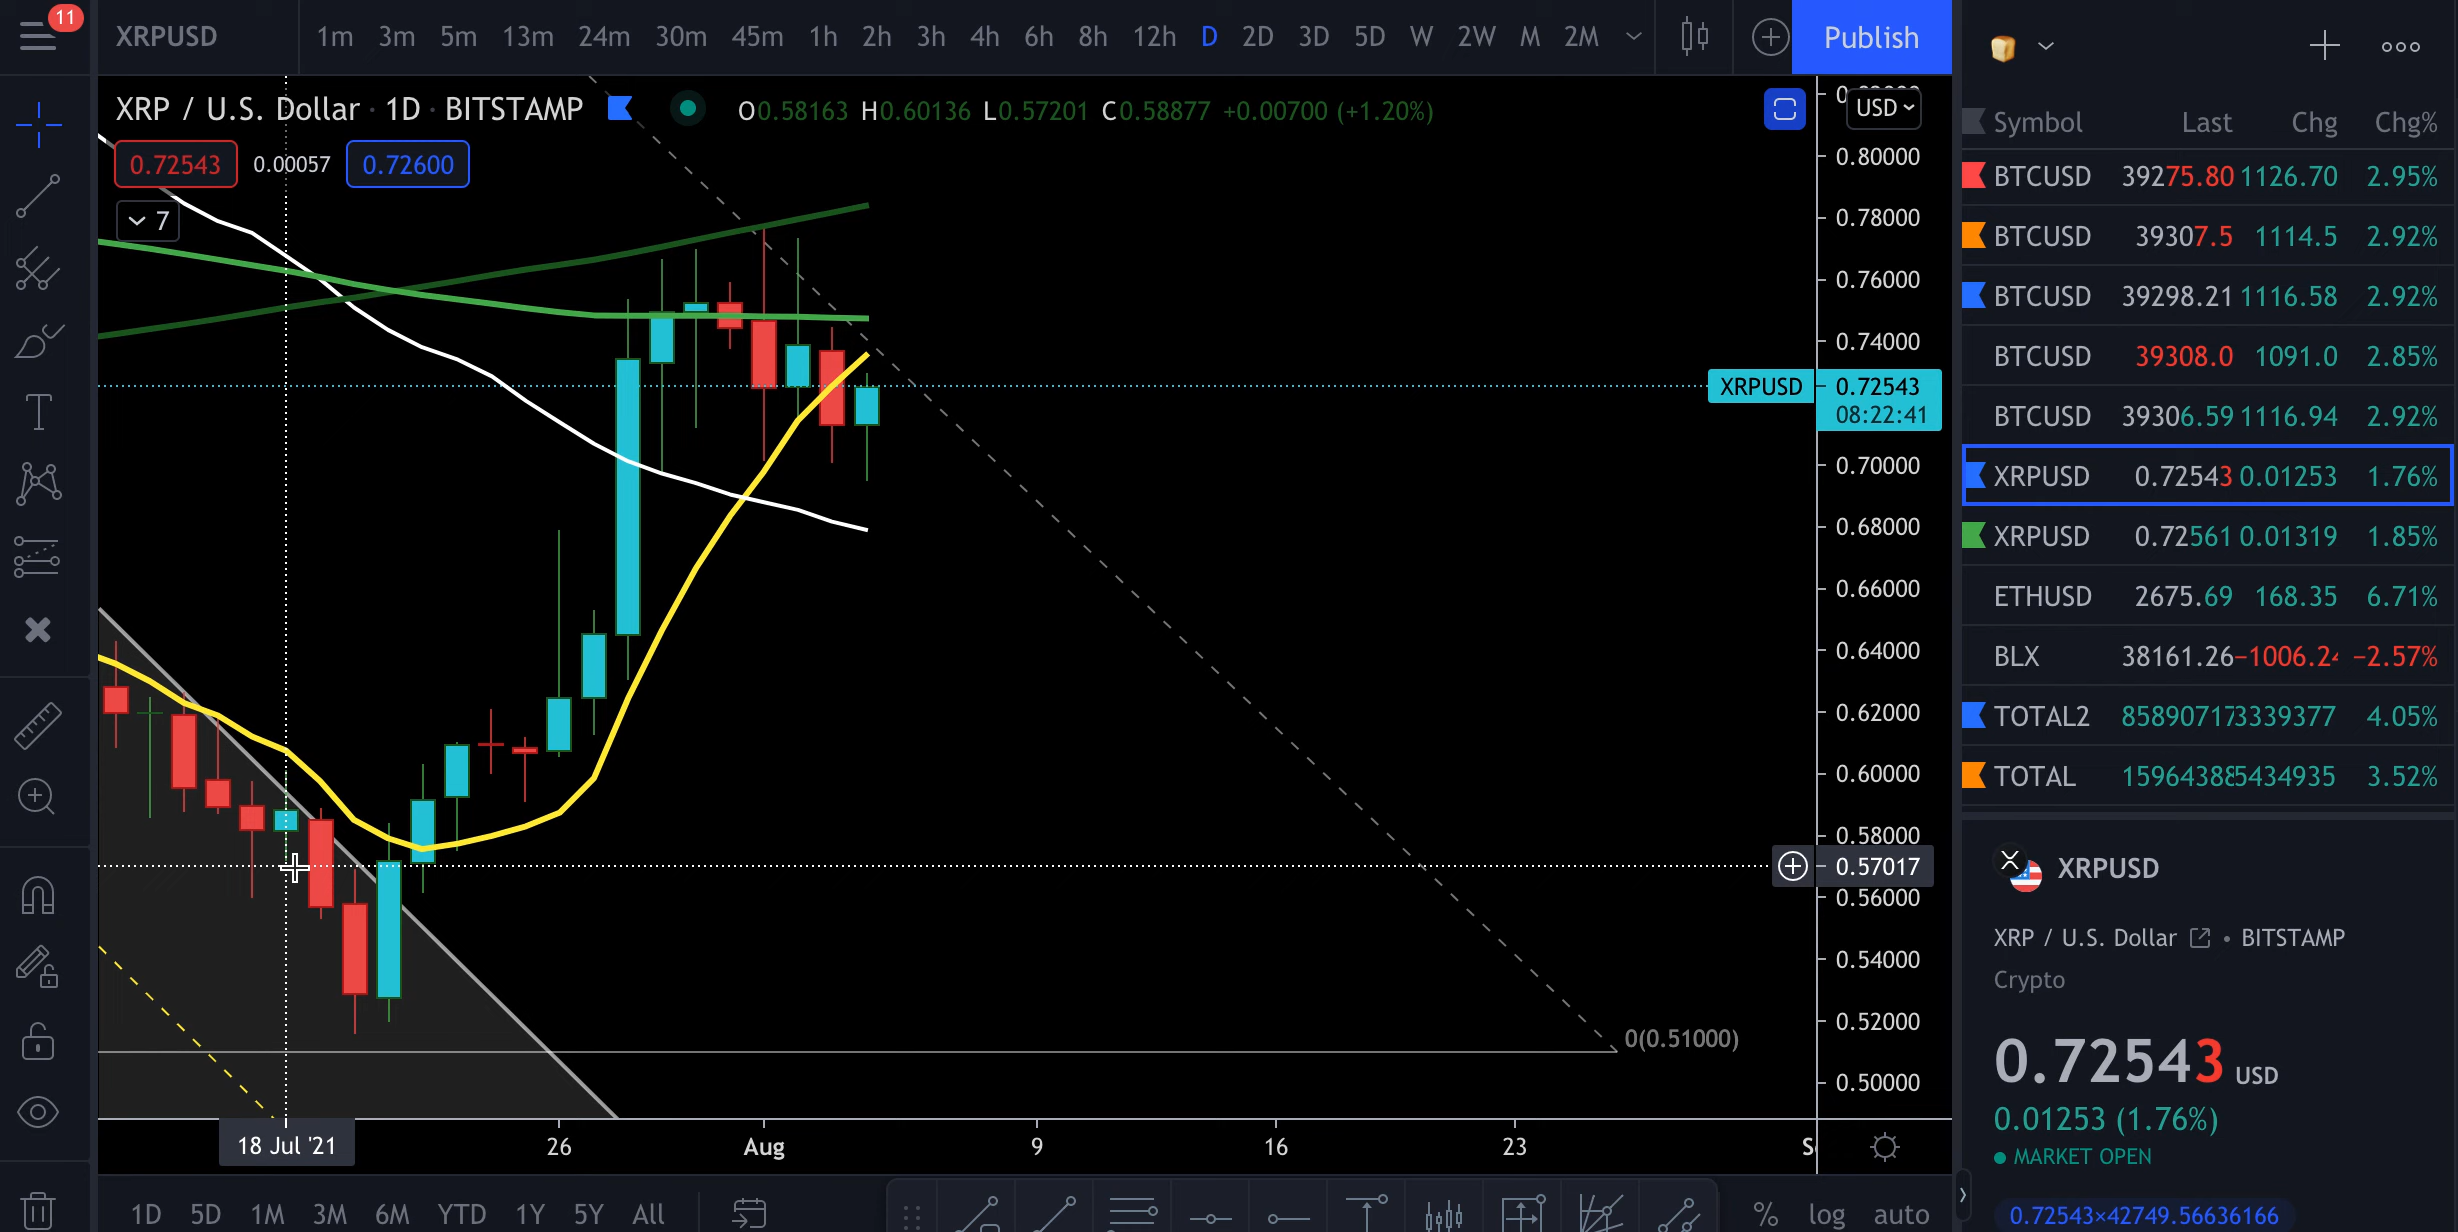 11
XRPUSD 1m 3m 5m 13m 24m 30m 45m 1h 2h 3h 4h 6h 8h 12h D 2D 3D 5D W 2W M 2M Publish
XRP / U.S. Dollar · 1D · BITSTAMP O0.58163 H0.60136 L0.57201 C0.58877 +0.00700 (+1.20%)
0.72543 0.00057 0.72600
7
USD
0.80000
0.78000
0.76000
0.74000
XRPUSD 0.72543
08:22:41
0.70000
0.68000
0.66000
0.64000
0.62000
0.60000
0.58000
0.57017
0.56000
0.54000
0.52000
0(0.51000)
0.50000
18 Jul '21 26 Aug 9 16 23
1D 5D 1M 3M 6M YTD 1Y 5Y All % log auto
Symbol Last Chg Chg%
BTCUSD 39275.80 1126.70 2.95%
BTCUSD 39307.5 1114.5 2.92%
BTCUSD 39298.21 1116.58 2.92%
BTCUSD 39308.0 1091.0 2.85%
BTCUSD 39306.59 1116.94 2.92%
XRPUSD 0.72543 0.01253 1.76%
XRPUSD 0.72561 0.01319 1.85%
ETHUSD 2675.69 168.35 6.71%
BLX 38161.26 −1006.24 −2.57%
TOTAL2 4.05%
TOTAL 3.52%
XRPUSD
XRP / U.S. Dollar • BITSTAMP
Crypto
0.72543 USD
0.01253 (1.76%)
MARKET OPEN
0.72543×42749.56636166